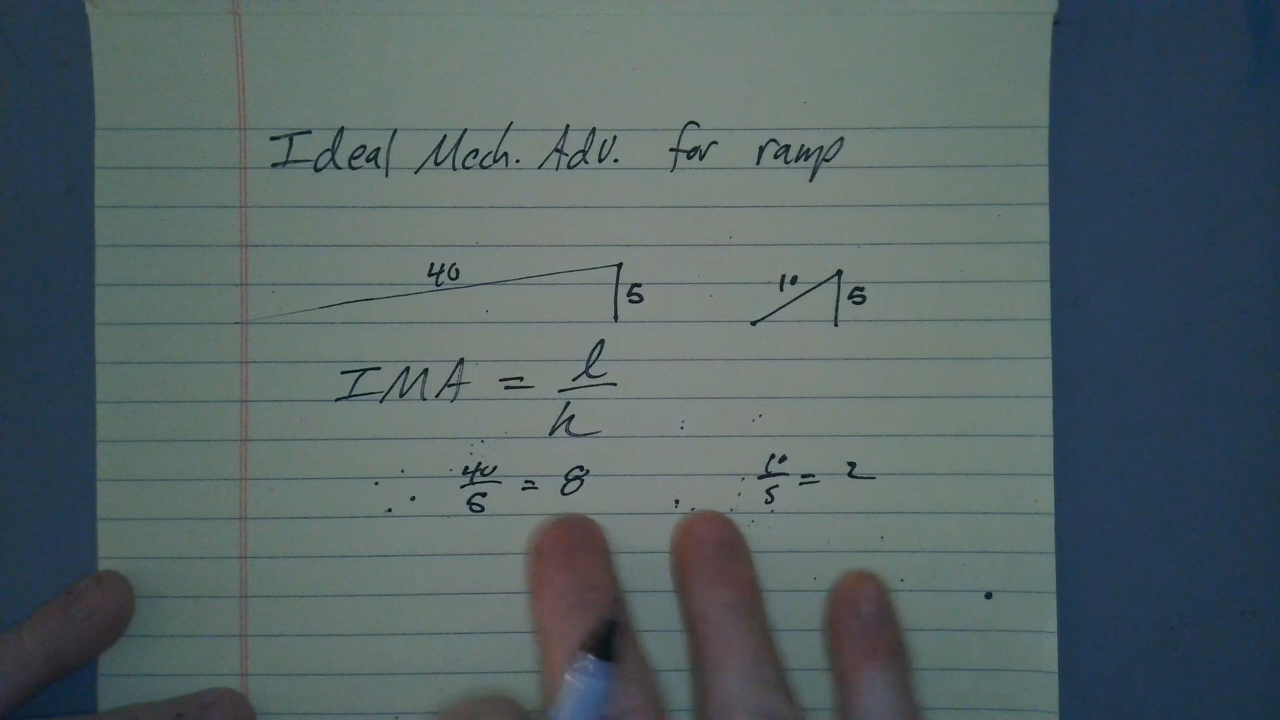 Ideal Mech. Adv. for ramp
40 5 10 5
IMA = l/h
∴ 40/5 = 8 ∴ 10/5 = 2